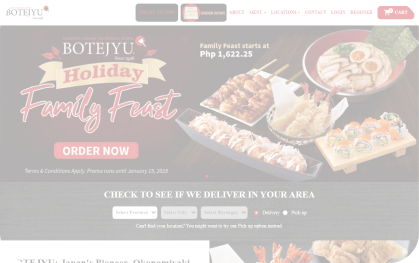 BOTEJYU
ORDER NOW
ABOUT MENU LOCATIONS CONTACT LOGIN REGISTER CART
BOTEJYU
Holiday
Family Feast
ORDER NOW
Terms & Conditions Apply. Promo runs until January 15, 2023
Family Feast starts at
Php 1,622.25
CHECK TO SEE IF WE DELIVER IN YOUR AREA
Select Province Select City Select Barangay Delivery Pick up
Can't find your location? You might want to try our Pick up option instead
BOTEJYU: Japan's Pioneer, Okonomiyaki